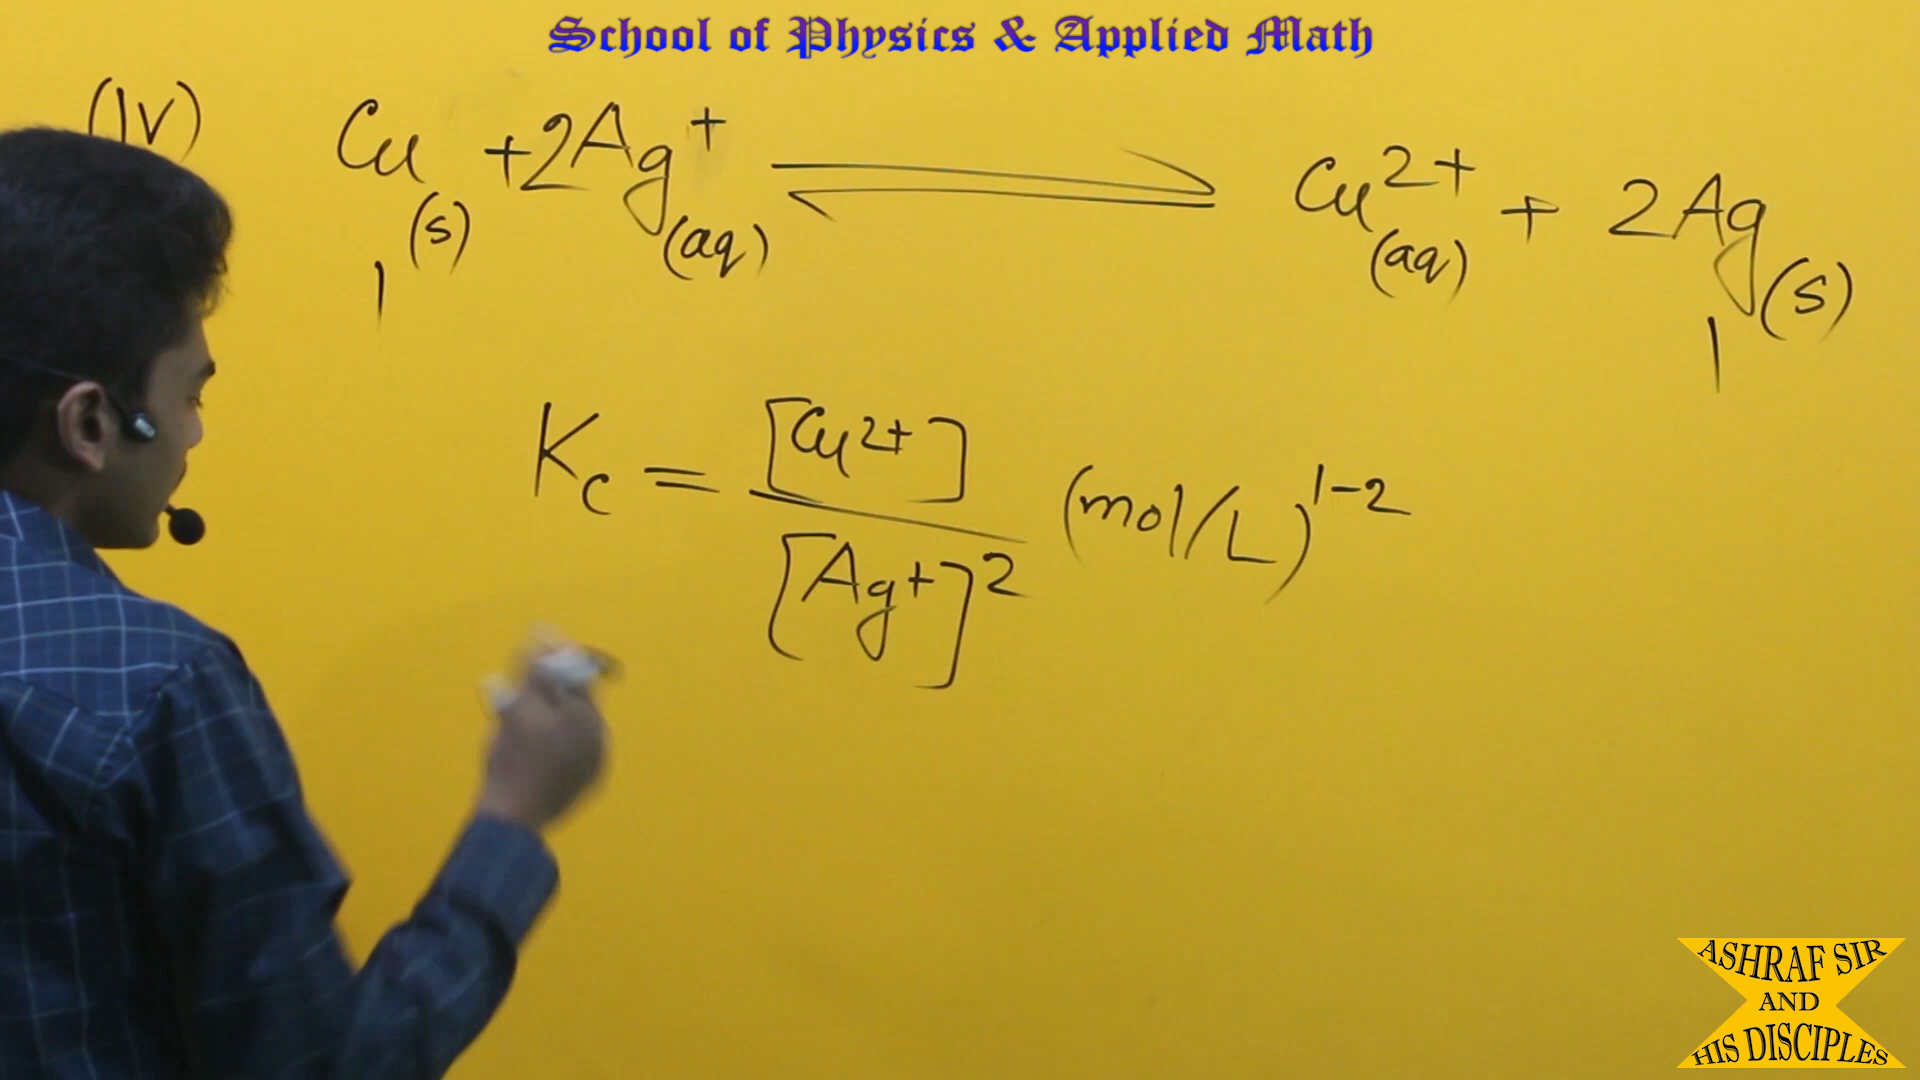 School of Physics & Applied Math
(IV) Cu(s) + 2Ag⁺(aq) ⇌ Cu²⁺(aq) + 2Ag(s)
1 1
Kc = [Cu²⁺] / [Ag⁺]² (mol/L)¹⁻²
ASHRAF SIR
AND
HIS DISCIPLES